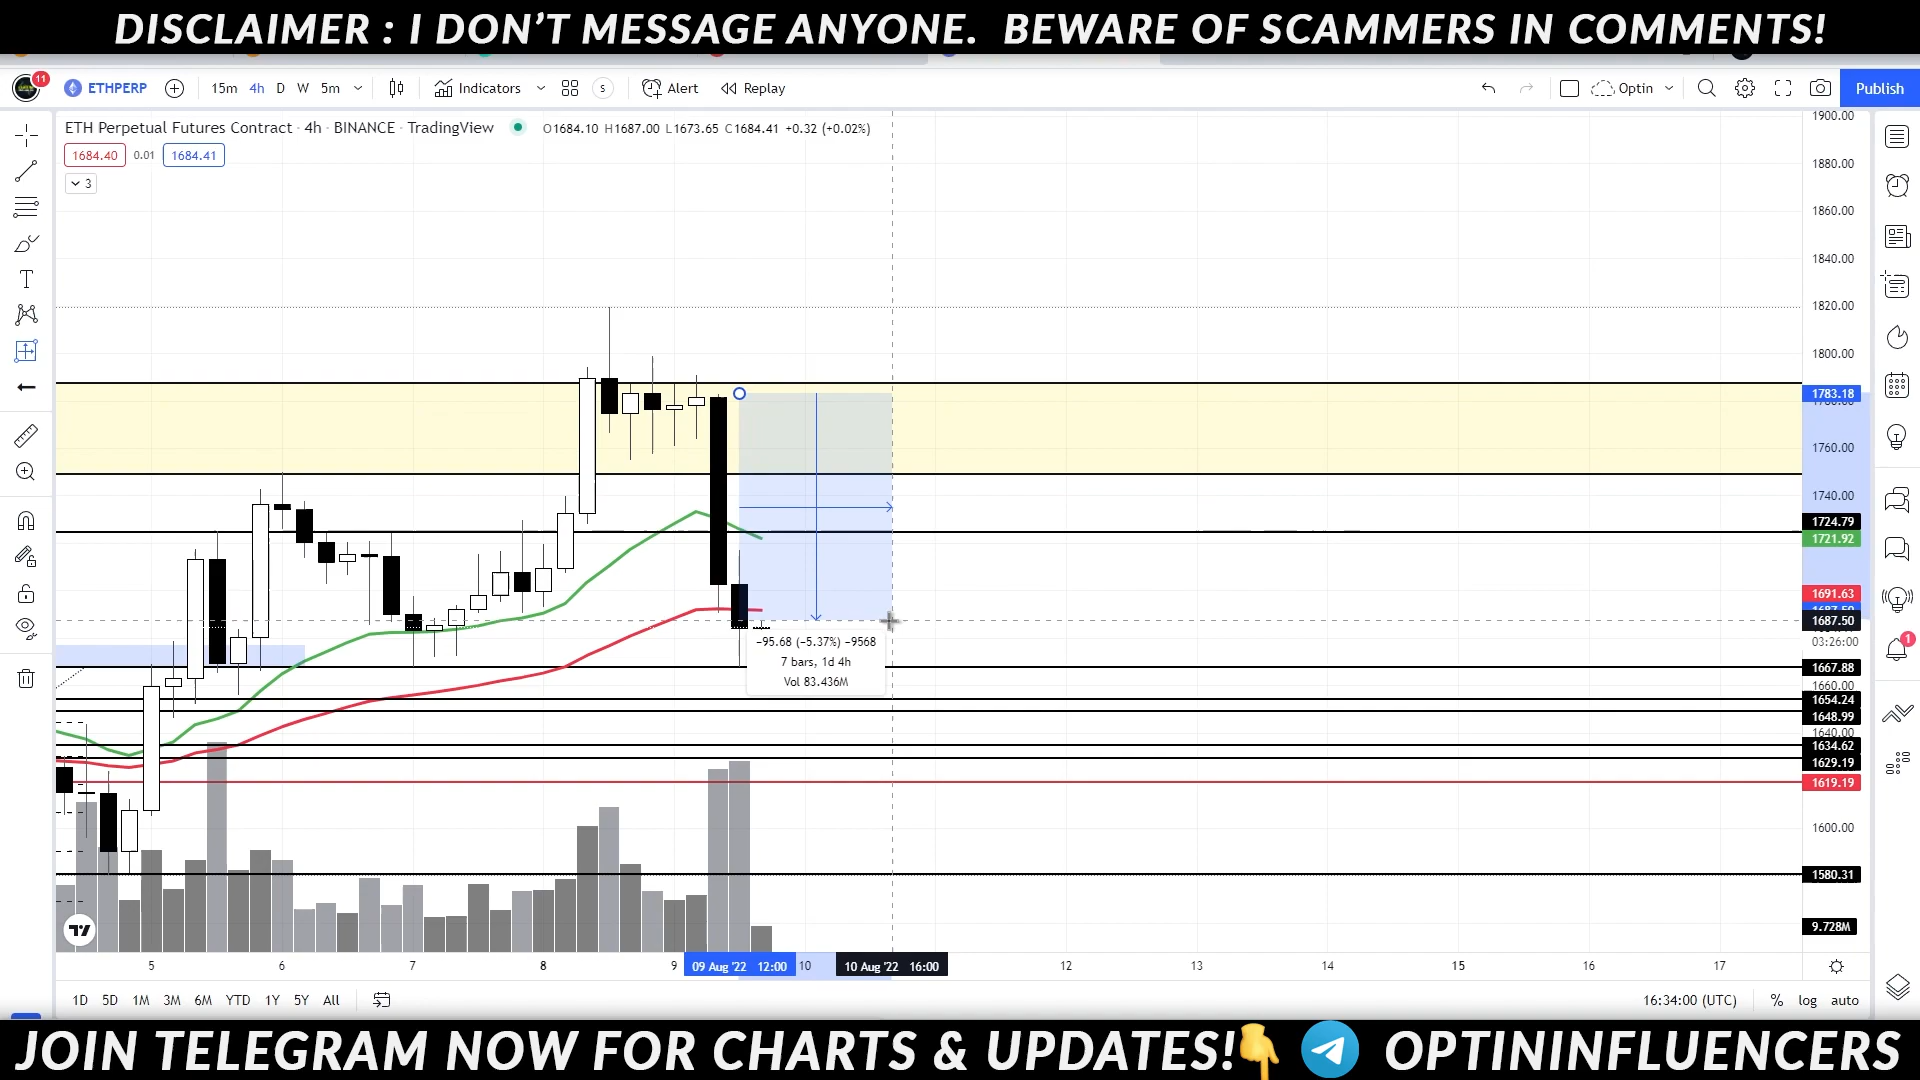 DISCLAIMER : I DON'T MESSAGE ANYONE. BEWARE OF SCAMMERS IN COMMENTS!
11 ETHPERP 15m 4h D W 5m Indicators S Alert Replay Optin Publish
ETH Perpetual Futures Contract · 4h · BINANCE · TradingView O1684.10 H1687.00 L1673.65 C1684.41 +0.32 (+0.02%)
1684.40 0.01 1684.41
3
1900.00
1880.00
1860.00
1840.00
1820.00
1800.00
1783.18
1760.00
1740.00
1724.79
1721.92
1691.63
1687.50
03:26:00
1667.88
1660.00
1654.24
1648.99
1640.00
1634.62
1629.19
1619.19
1600.00
1580.31
9.728M
−95.68 (−5.37%) −9568
7 bars, 1d 4h
Vol 83.436M
1
T
5 6 7 8 9 09 Aug '22 12:00 10 10 Aug '22 16:00 12 13 14 15 16 17
1D 5D 1M 3M 6M YTD 1Y 5Y All 16:34:00 (UTC) % log auto
JOIN TELEGRAM NOW FOR CHARTS & UPDATES!👇 OPTININFLUENCERS